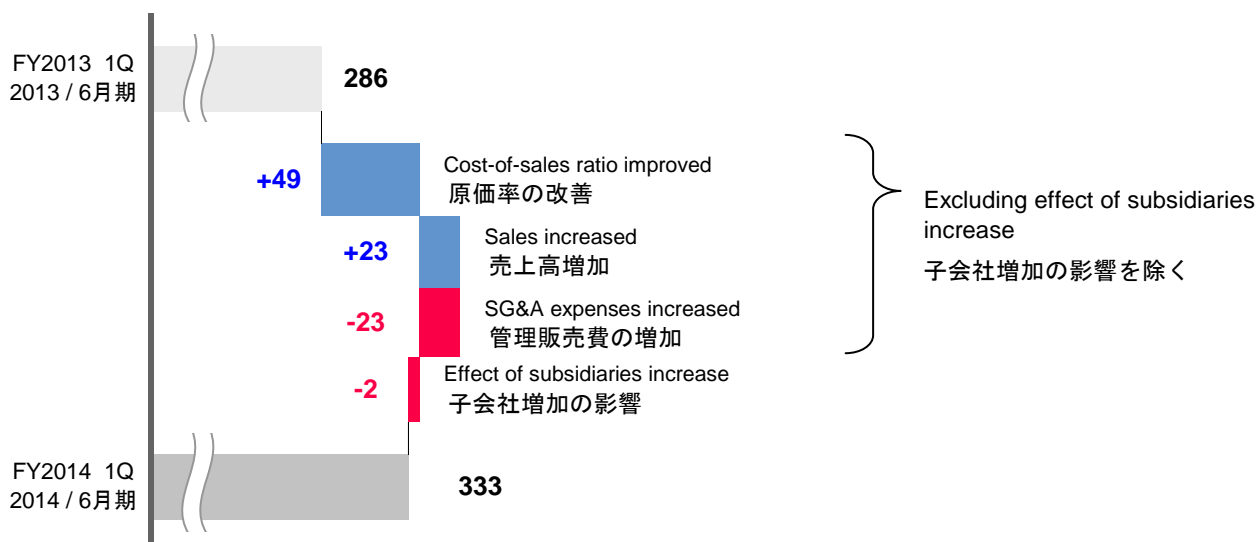 FY2013 1Q
2013 / 6月期
286
+49
Cost-of-sales ratio improved
原価率の改善
+23
Sales increased
売上高増加
-23
SG&A expenses increased
管理販売費の増加
-2
Effect of subsidiaries increase
子会社増加の影響
Excluding effect of subsidiaries
increase
子会社増加の影響を除く
FY2014 1Q
2014 / 6月期
333